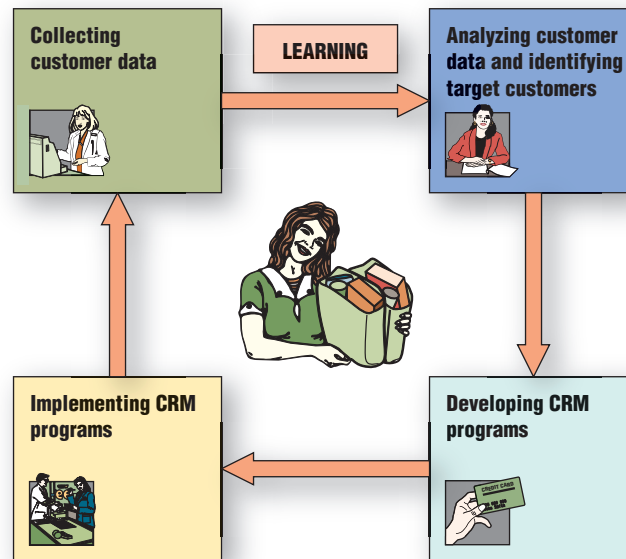 Collecting
customer data
LEARNING
Analyzing customer
data and identifying
target customers
Implementing CRM
programs
Developing CRM
programs
CREDIT CARD